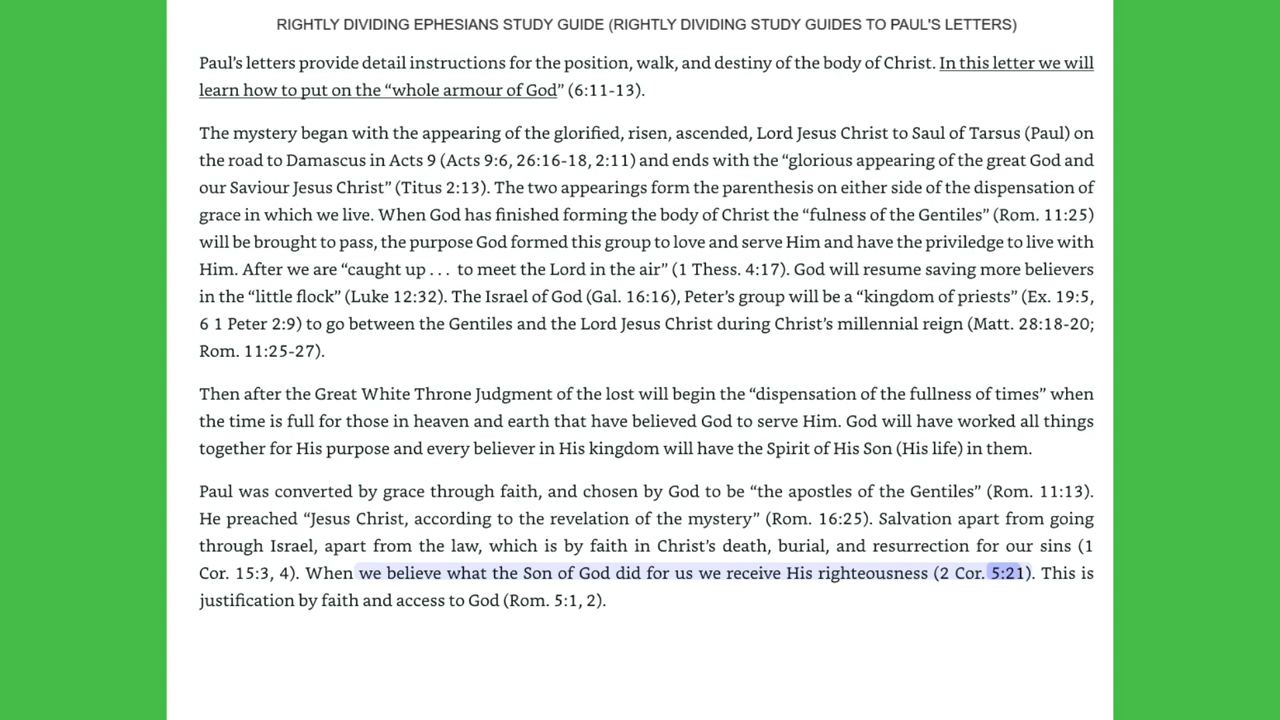 RIGHTLY DIVIDING EPHESIANS STUDY GUIDE (RIGHTLY DIVIDING STUDY GUIDES TO PAUL'S LETTERS)
Paul’s letters provide detail instructions for the position, walk, and destiny of the body of Christ. In this letter we will
learn how to put on the “whole armour of God” (6:11-13).
The mystery began with the appearing of the glorified, risen, ascended, Lord Jesus Christ to Saul of Tarsus (Paul) on
the road to Damascus in Acts 9 (Acts 9:6, 26:16-18, 2:11) and ends with the “glorious appearing of the great God and
our Saviour Jesus Christ” (Titus 2:13). The two appearings form the parenthesis on either side of the dispensation of
grace in which we live. When God has finished forming the body of Christ the “fulness of the Gentiles” (Rom. 11:25)
will be brought to pass, the purpose God formed this group to love and serve Him and have the priviledge to live with
Him. After we are “caught up . . . to meet the Lord in the air” (1 Thess. 4:17). God will resume saving more believers
in the “little flock” (Luke 12:32). The Israel of God (Gal. 16:16), Peter’s group will be a “kingdom of priests” (Ex. 19:5,
6 1 Peter 2:9) to go between the Gentiles and the Lord Jesus Christ during Christ’s millennial reign (Matt. 28:18-20;
Rom. 11:25-27).
Then after the Great White Throne Judgment of the lost will begin the “dispensation of the fullness of times” when
the time is full for those in heaven and earth that have believed God to serve Him. God will have worked all things
together for His purpose and every believer in His kingdom will have the Spirit of His Son (His life) in them.
Paul was converted by grace through faith, and chosen by God to be “the apostles of the Gentiles” (Rom. 11:13).
He preached “Jesus Christ, according to the revelation of the mystery” (Rom. 16:25). Salvation apart from going
through Israel, apart from the law, which is by faith in Christ’s death, burial, and resurrection for our sins (1
Cor. 15:3, 4). When we believe what the Son of God did for us we receive His righteousness (2 Cor. 5:21). This is
justification by faith and access to God (Rom. 5:1, 2).